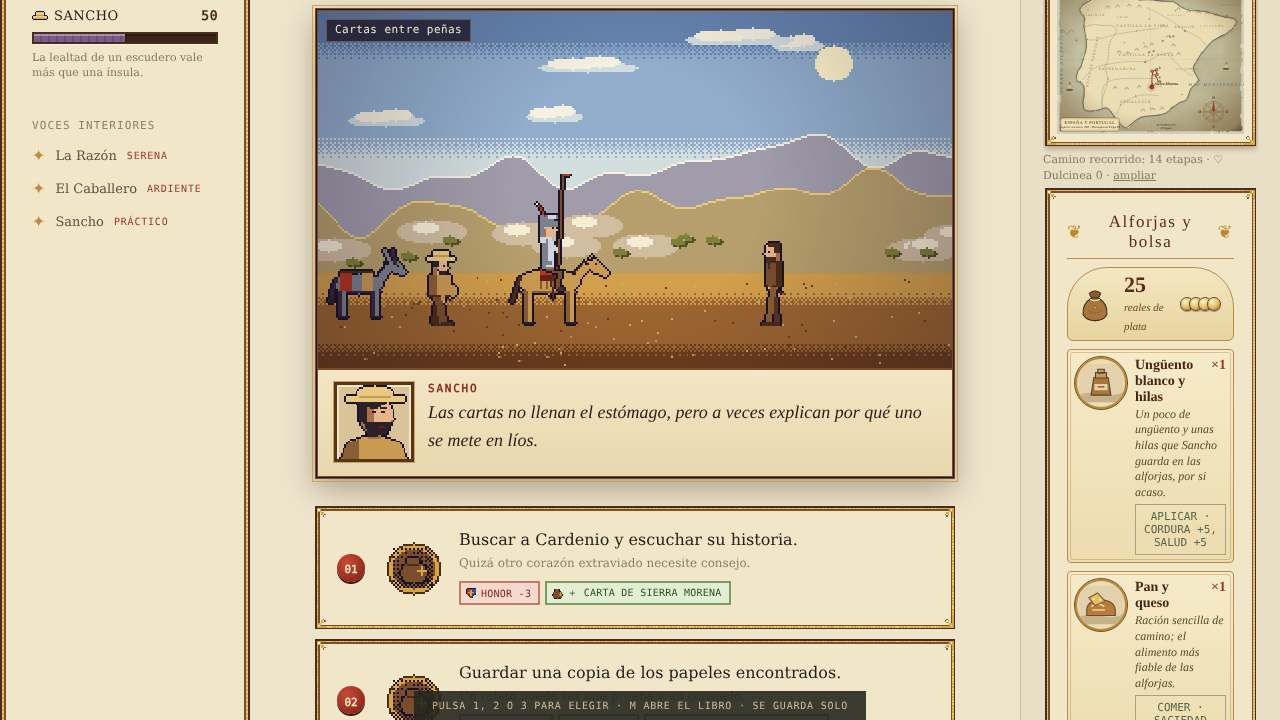 SANCHO 50
La lealtad de un escudero vale
más que una ínsula.
VOCES INTERIORES
La Razón SERENA
El Caballero ARDIENTE
Sancho PRÁCTICO
Cartas entre peñas
SANCHO
Las cartas no llenan el estómago, pero a veces explican por qué uno
se mete en líos.
01
Buscar a Cardenio y escuchar su historia.
Quizá otro corazón extraviado necesite consejo.
HONOR -3
+ CARTA DE SIERRA MORENA
02
Guardar una copia de los papeles encontrados.
PULSA 1, 2 O 3 PARA ELEGIR · M ABRE EL LIBRO · SE GUARDA SOLO
ESPAÑA Y PORTUGAL
Camino recorrido: 14 etapas · ♡
Dulcinea 0 · ampliar
Alforjas y
bolsa
25
reales de
plata
Ungüento ×1
blanco y
hilas
Un poco de
ungüento y unas
hilas que Sancho
guarda en las
alforjas, por si
acaso.
APLICAR ·
CORDURA +5,
SALUD +5
Pan y ×1
queso
Ración sencilla de
camino; el
alimento más
fiable de las
alforjas.
COMER ·
SACIEDAD